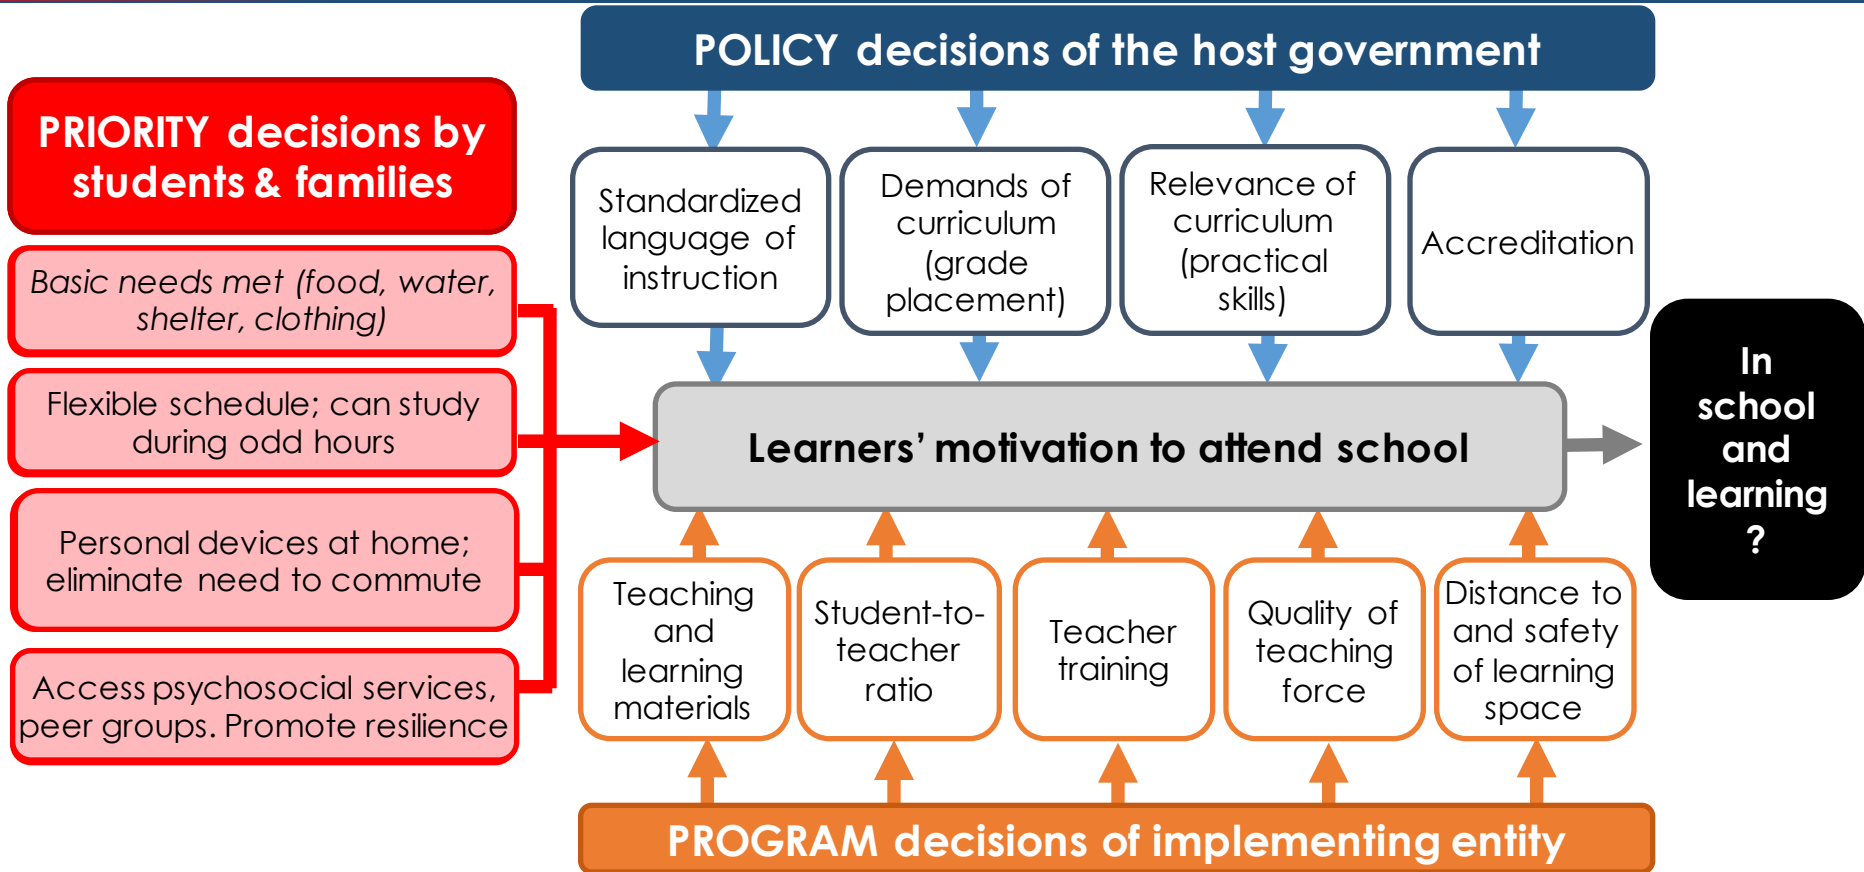 POLICY decisions of the host government
PRIORITY decisions by
students & families
Basic needs met (food, water,
shelter, clothing)
Flexible schedule; can study
during odd hours
Personal devices at home;
eliminate need to commute
Access psychosocial services,
peer groups. Promote resilience
Standardized
language of
instruction
Demands of
curriculum
(grade
placement)
Relevance of
curriculum
(practical
skills)
Accreditation
Learners' motivation to attend school
In
school
and
learning
?
Teaching
and
learning
materials
Student-to-
teacher
ratio
Teacher
training
Quality of
teaching
force
Distance to
and safety
of learning
space
PROGRAM decisions of implementing entity